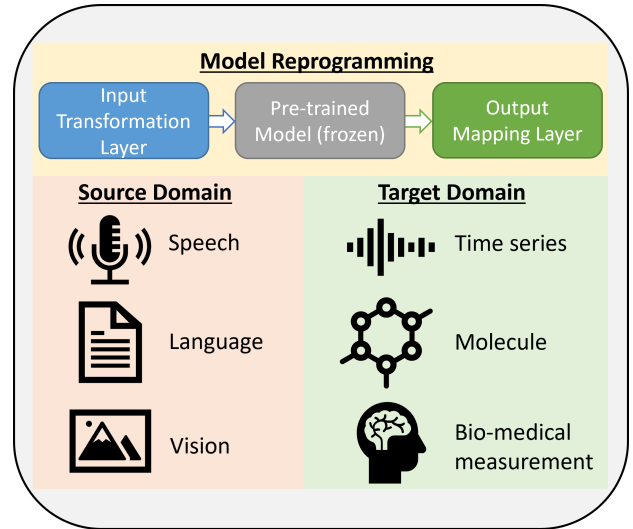 Model Reprogramming
Input
Transformation
Layer
Pre-trained
Model (frozen)
Output
Mapping Layer
Source Domain
Speech
Language
Vision
Target Domain
Time series
Molecule
Bio-medical
measurement